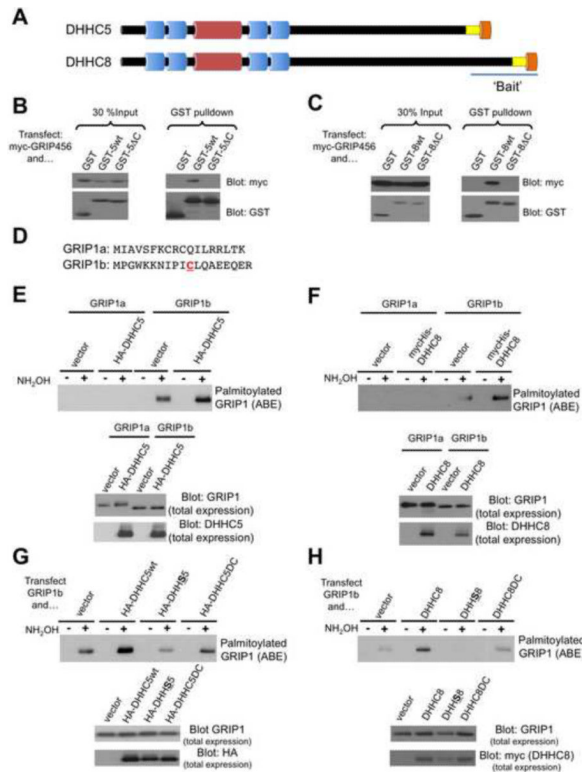 A
DHHC5
DHHC8
'Bait'
B
30 %Input
GST pulldown
Transfect:
myc-GRIP456
and…
GST
GST-5wt
GST-5ΔC
GST
GST-5wt
GST-5ΔC
Blot: myc
Blot: GST
C
30% Input
GST pulldown
Transfect:
myc-GRIP456
and…
GST
GST-8wt
GST-8ΔC
GST
GST-8wt
GST-8ΔC
Blot: myc
Blot: GST
D
GRIP1a: MIAVSFKCRCQILRRLTK
GRIP1b: MPGWKKNIPICLQAEEQER
E
GRIP1a
GRIP1b
vector
HA-DHHC5
vector
HA-DHHC5
NH2OH
- + - + - + - +
Palmitoylated
GRIP1 (ABE)
GRIP1a
GRIP1b
vector
HA-DHHC5
vector
HA-DHHC5
Blot: GRIP1
(total expression)
Blot: DHHC5
(total expression)
F
GRIP1a
GRIP1b
vector
mycHis-
DHHC8
vector
mycHis-
DHHC8
NH2OH
- + - + - + - +
Palmitoylated
GRIP1 (ABE)
GRIP1a
GRIP1b
vector
DHHC8
vector
DHHC8
Blot: GRIP1
(total expression)
Blot: DHHC8
(total expression)
G
Transfect
GRIP1b
and…
vector
HA-DHHC5wt
HA-DHHS5
HA-DHHC5DC
NH2OH
- + - + - + - +
Palmitoylated
GRIP1 (ABE)
vector
HA-DHHC5wt
HA-DHHS5
HA-DHHC5DC
Blot GRIP1
(total expression)
Blot: HA
(total expression)
H
Transfect
GRIP1b
and…
vector
DHHC8
DHHS8
DHHC8DC
NH2OH
- + - + - + - +
Palmitoylated
GRIP1 (ABE)
vector
DHHC8
DHHS8
DHHC8DC
Blot: GRIP1
(total expression)
Blot: myc (DHHC8)
(total expression)